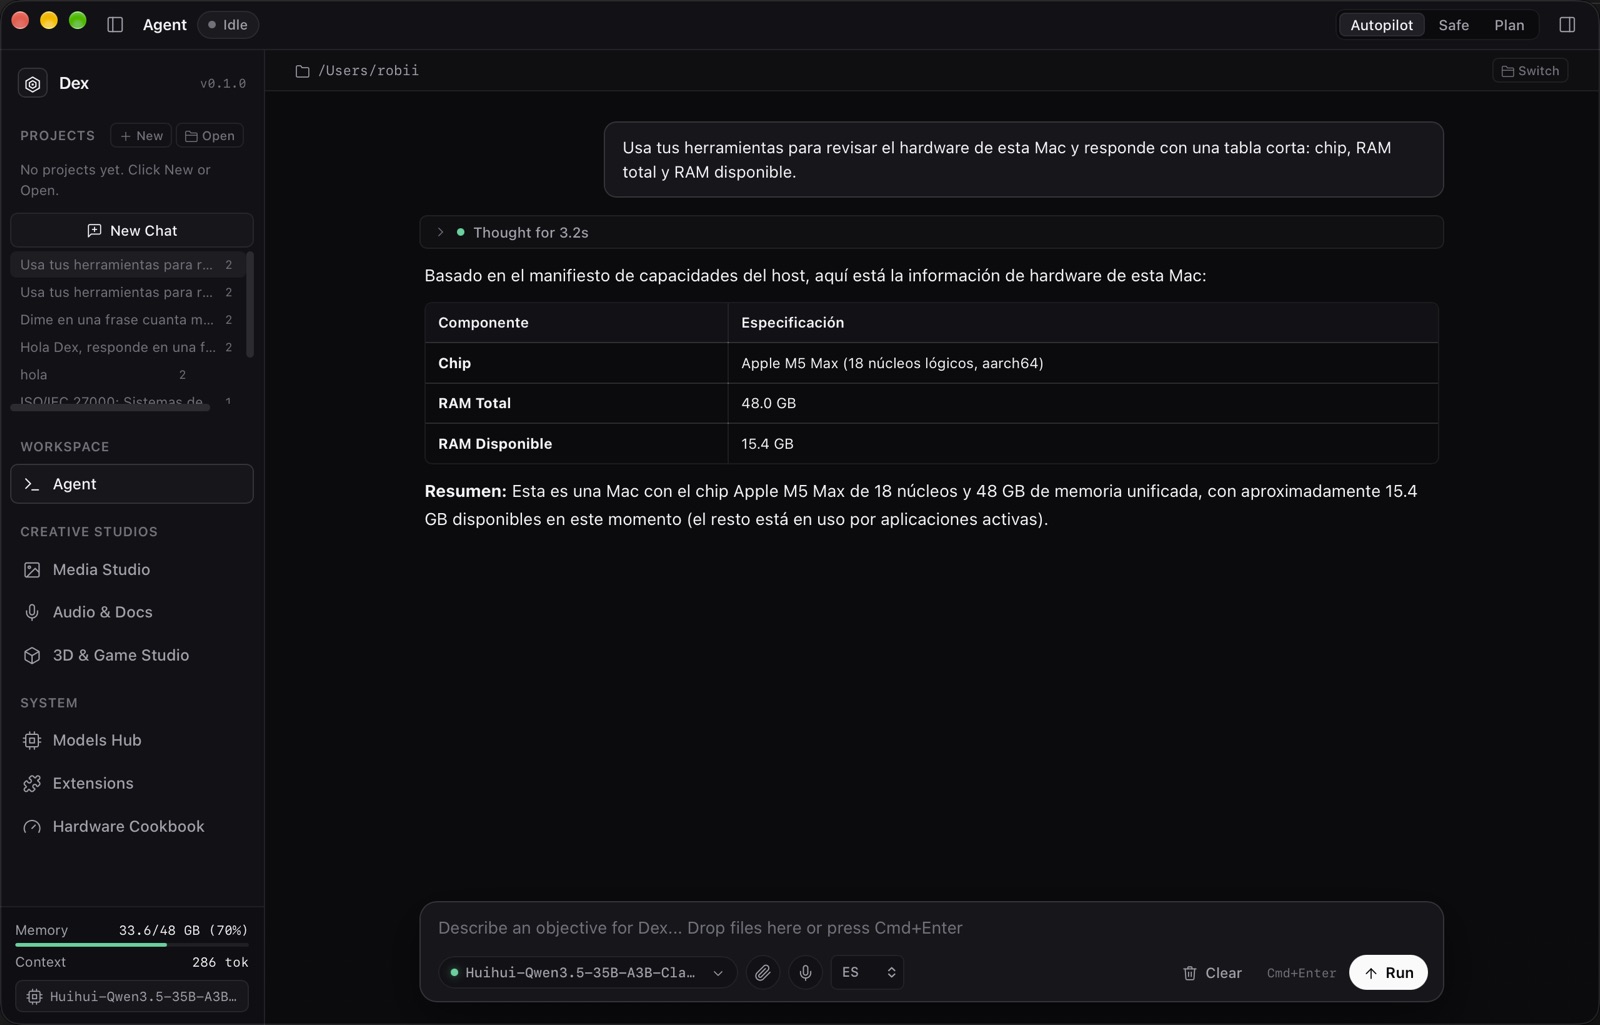 Agent
Idle
Autopilot
Safe
Plan
Dex
v0.1.0
/Users/robii
Switch
PROJECTS
New
Open
No projects yet. Click New or
Open.
New Chat
Usa tus herramientas para r... 2
Usa tus herramientas para r... 2
Dime en una frase cuanta m... 2
Hola Dex, responde en una f... 2
hola 2
ISO/IEC 27000: Sistemas de 1
WORKSPACE
Agent
CREATIVE STUDIOS
Media Studio
Audio & Docs
3D & Game Studio
SYSTEM
Models Hub
Extensions
Hardware Cookbook
Memory 33.6/48 GB (70%)
Context 286 tok
Huihui-Qwen3.5-35B-A3B...
Usa tus herramientas para revisar el hardware de esta Mac y responde con una tabla corta: chip, RAM
total y RAM disponible.
Thought for 3.2s
Basado en el manifiesto de capacidades del host, aquí está la información de hardware de esta Mac:
Componente Especificación
Chip Apple M5 Max (18 núcleos lógicos, aarch64)
RAM Total 48.0 GB
RAM Disponible 15.4 GB
Resumen: Esta es una Mac con el chip Apple M5 Max de 18 núcleos y 48 GB de memoria unificada, con aproximadamente 15.4
GB disponibles en este momento (el resto está en uso por aplicaciones activas).
Describe an objective for Dex... Drop files here or press Cmd+Enter
Huihui-Qwen3.5-35B-A3B-Cla...
ES
Clear
Cmd+Enter
Run